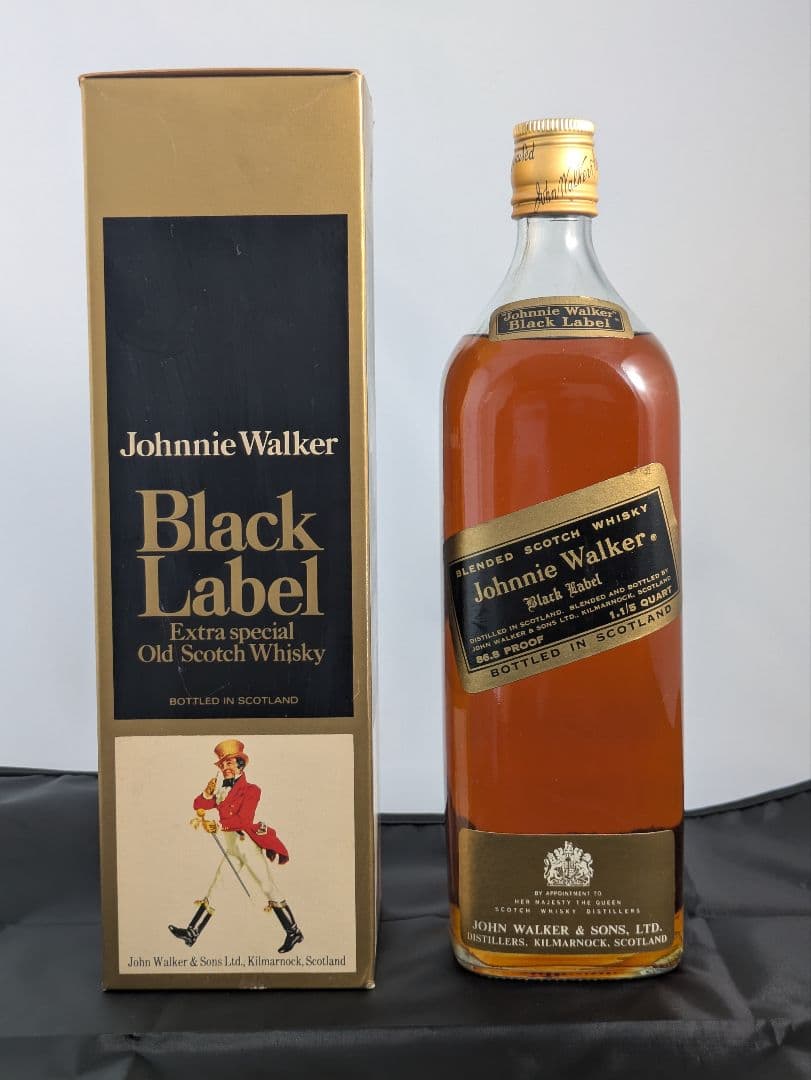 Johnnie Walker
Black
Label
Extra special
Old Scotch Whisky
BOTTLED IN SCOTLAND
John Walker & Sons Ltd., Kilmarnock, Scotland
John Walker
"Johnnie Walker"
Black Label
BLENDED SCOTCH WHISKY
Johnnie Walker
Black Label
DISTILLED IN SCOTLAND. BLENDED AND BOTTLED BY
JOHN WALKER & SONS LTD., KILMARNOCK, SCOTLAND
86.8 PROOF 1.1/5 QUART
BOTTLED IN SCOTLAND
BY APPOINTMENT TO
HER MAJESTY THE QUEEN
SCOTCH WHISKY DISTILLERS
JOHN WALKER & SONS, LTD.
DISTILLERS, KILMARNOCK, SCOTLAND